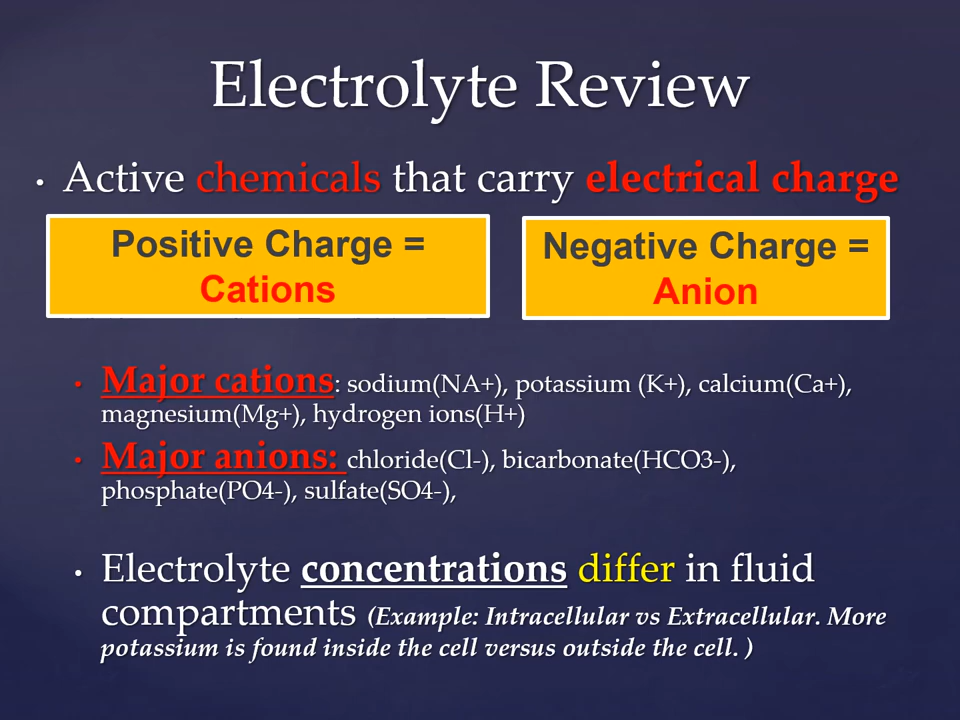 Electrolyte Review
• Active chemicals that carry electrical charge
Positive Charge =
Cations
Negative Charge =
Anion
• Major cations: sodium(NA+), potassium (K+), calcium(Ca+),
magnesium(Mg+), hydrogen ions(H+)
• Major anions: chloride(Cl-), bicarbonate(HCO3-),
phosphate(PO4-), sulfate(SO4-),
• Electrolyte concentrations differ in fluid
compartments (Example: Intracellular vs Extracellular. More
potassium is found inside the cell versus outside the cell. )